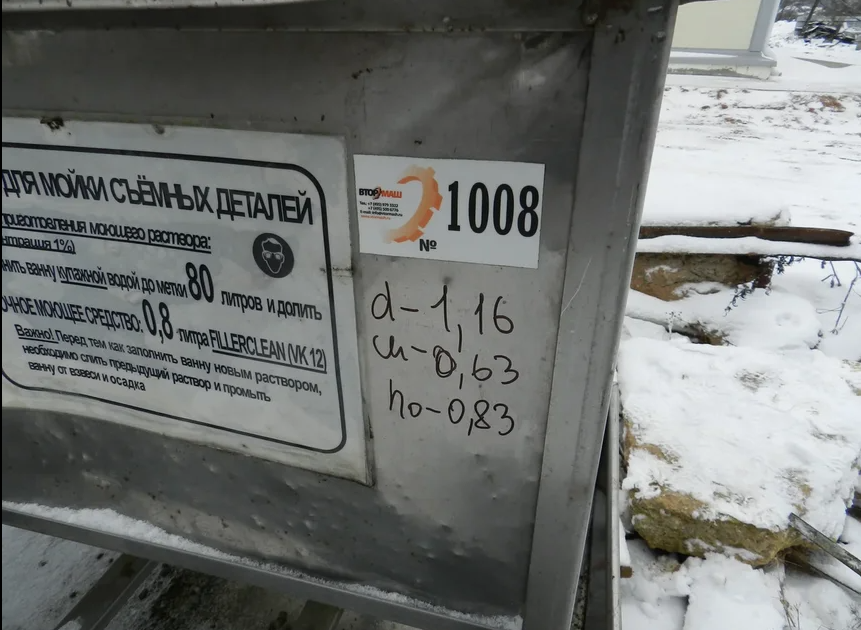 ДЛЯ МОЙКИ СЪЁМНЫХ ДЕТАЛЕЙ
приготовления моющего раствора:
1%)
ванну купажной водой до метки 80 литров и долить
МОЮЩЕЕ СРЕДСТВО: 0,8 литра FILLERCLEAN (VK 12)
Важно! Перед тем как заполнить ванну новым раствором,
необходимо слить предыдущий раствор и промыть
ванну от взвеси и осадка
ВТОРМАШ
№ 1008
d-1,16
ш-0,63
ho-0,83